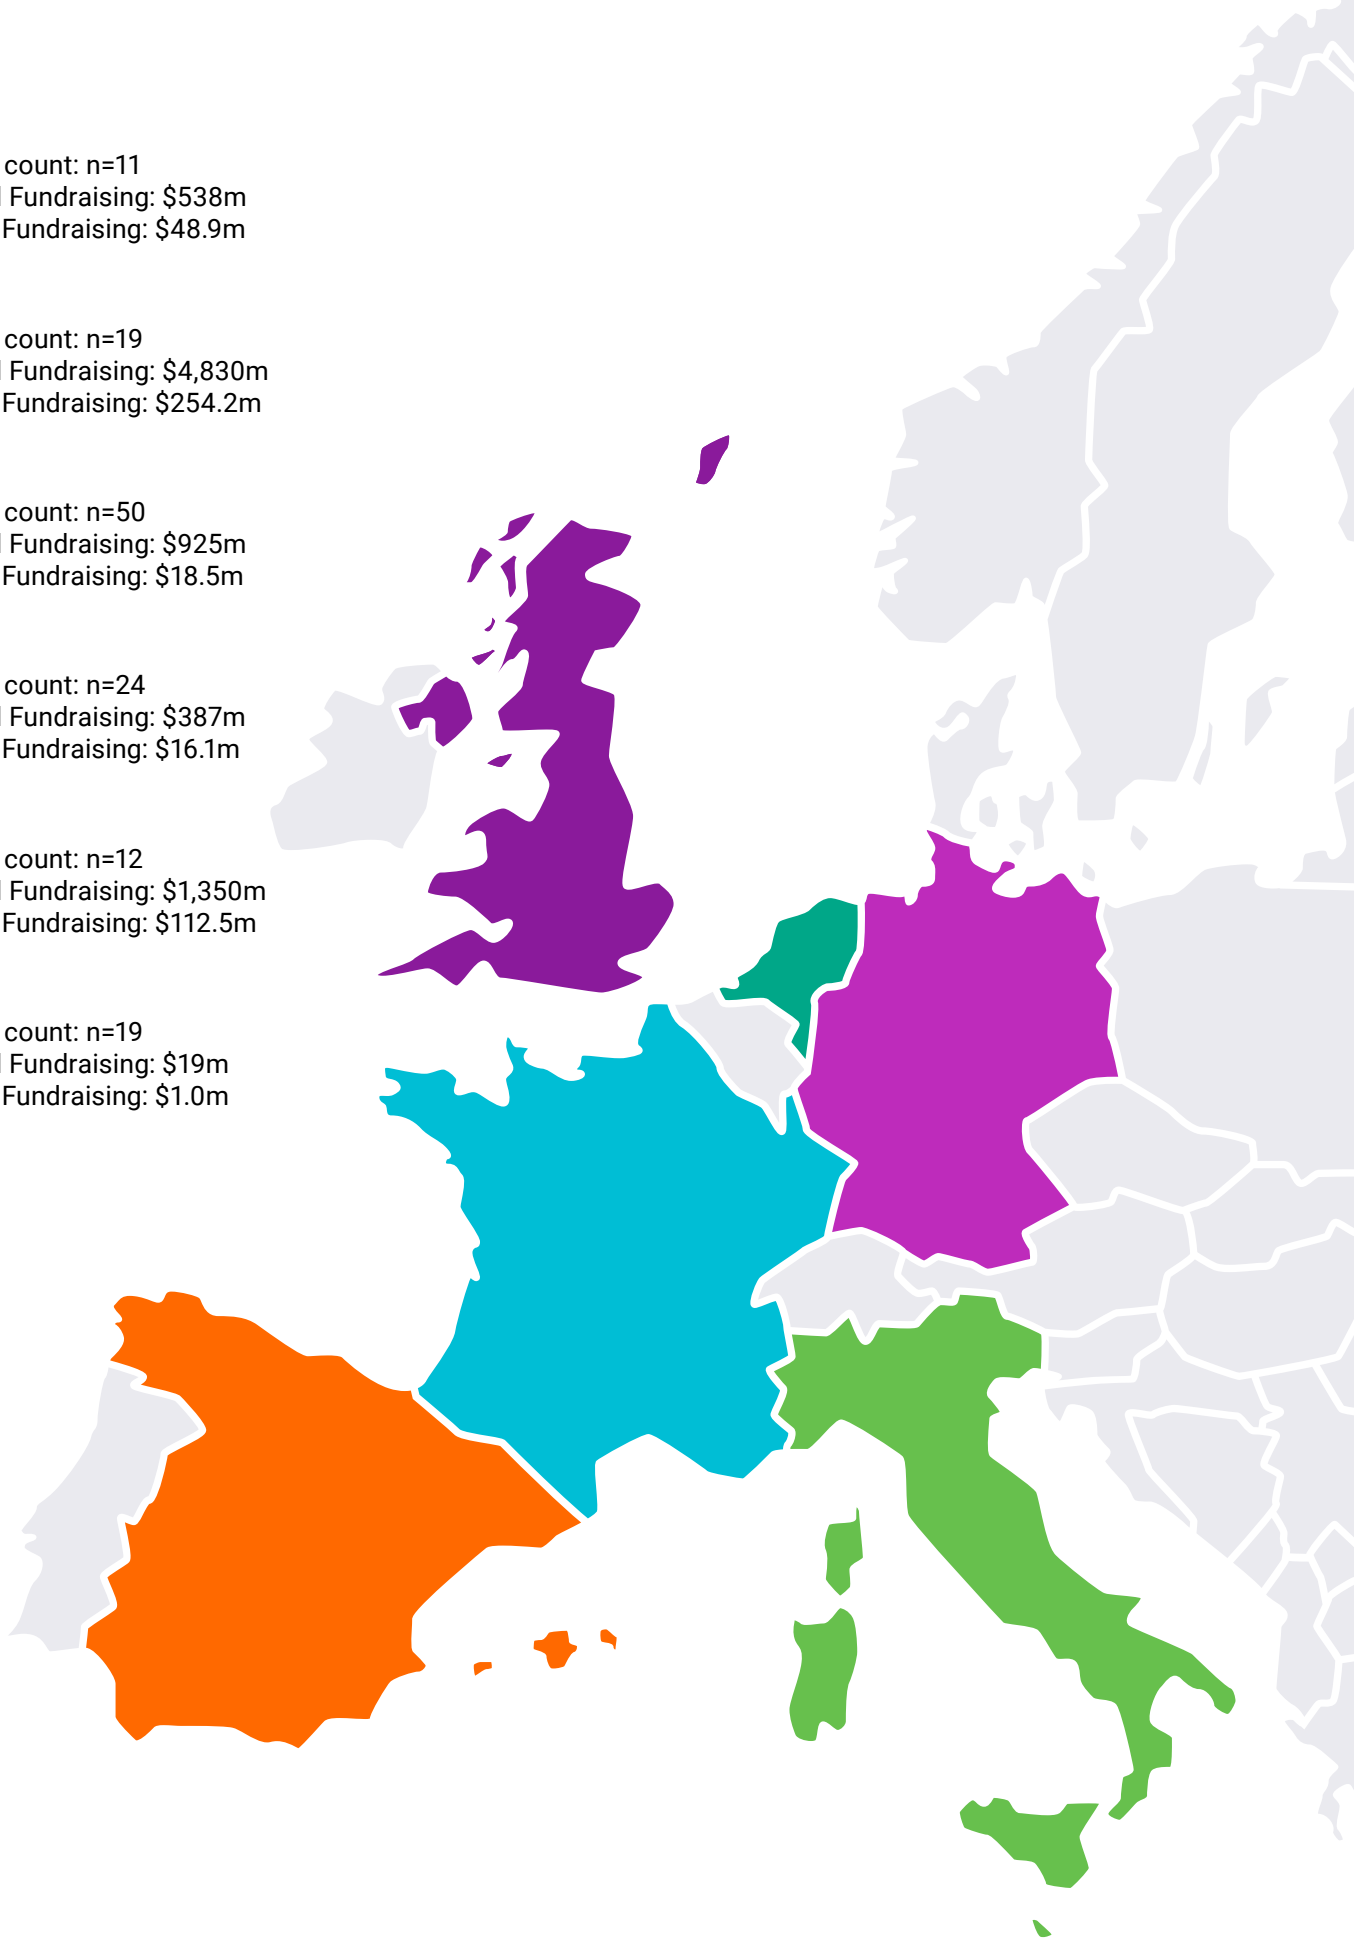 count: n=11
Fundraising: $538m
Fundraising: $48.9m
count: n=19
Fundraising: $4,830m
Fundraising: $254.2m
count: n=50
Fundraising: $925m
Fundraising: $18.5m
count: n=24
Fundraising: $387m
Fundraising: $16.1m
count: n=12
Fundraising: $1,350m
Fundraising: $112.5m
count: n=19
Fundraising: $19m
Fundraising: $1.0m